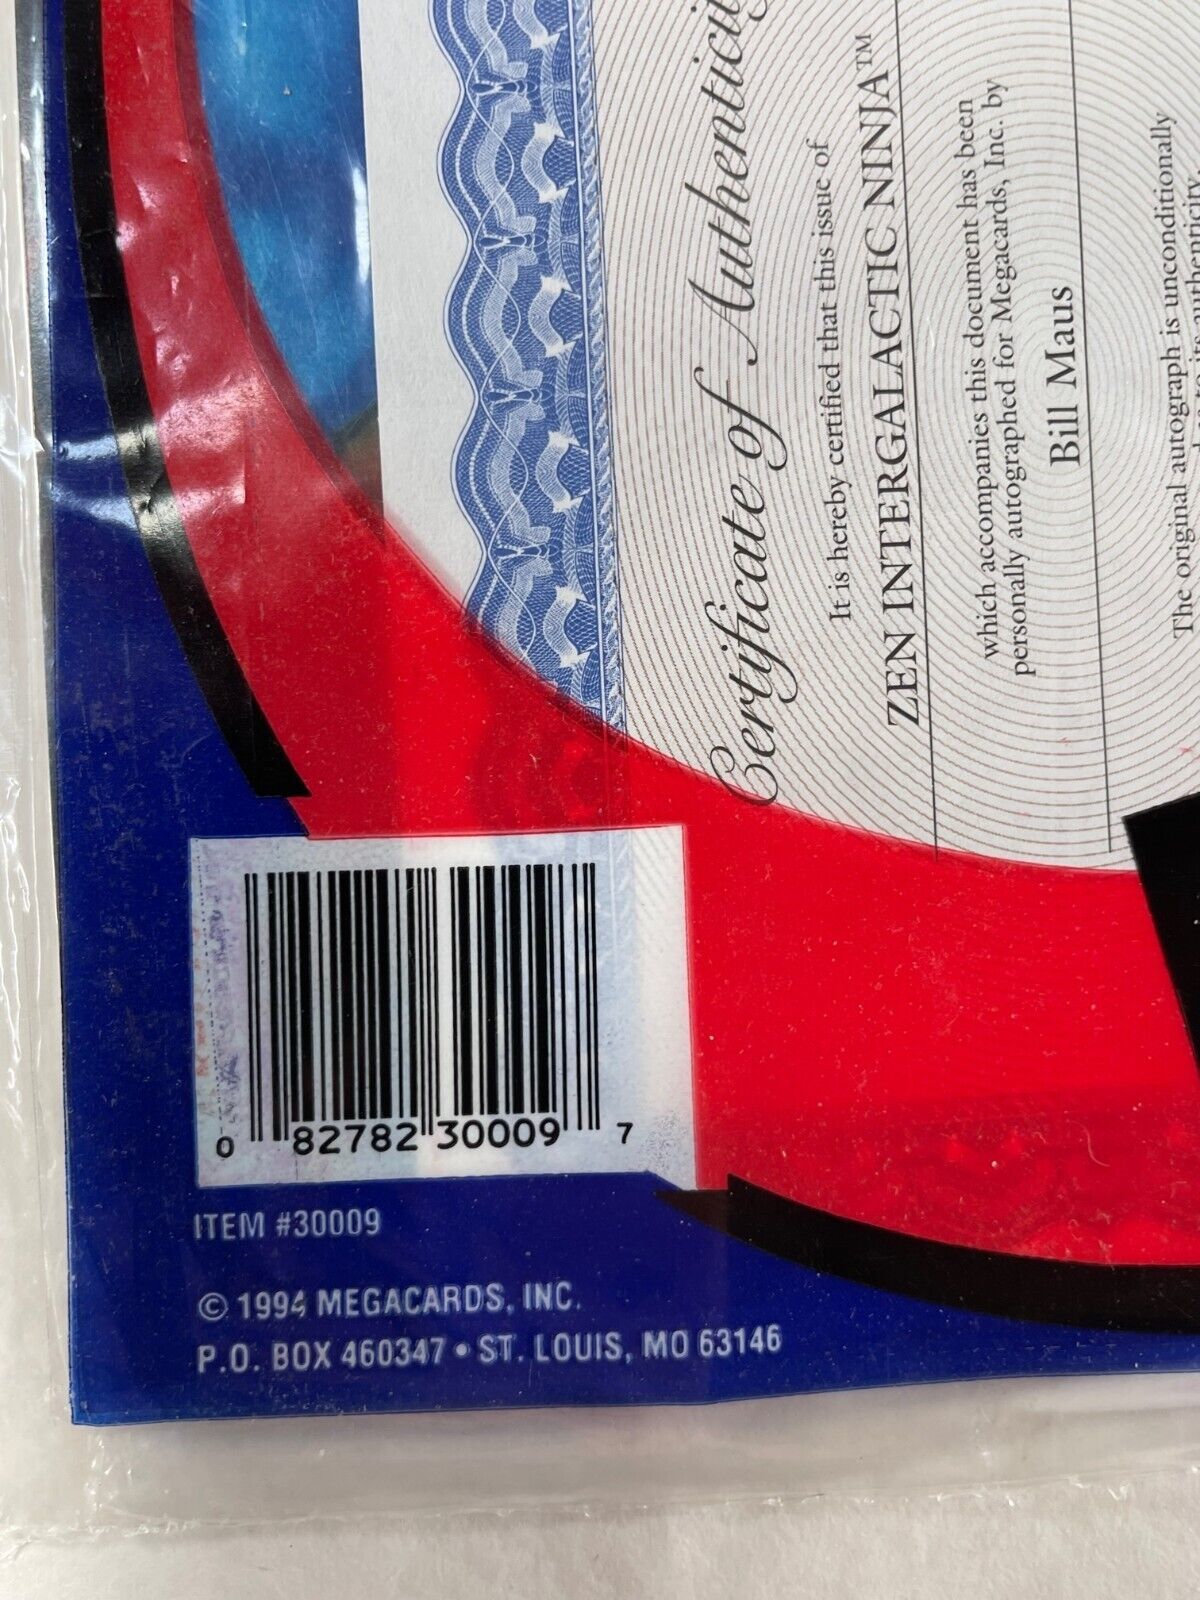 Certificate of Authenticity
It is hereby certified that this issue of
ZEN INTERGALACTIC NINJA™
which accompanies this document has been
personally autographed for Megacards, Inc. by
Bill Maus
The original autograph is unconditionally
authenticity.
0 82782 30009 7
ITEM #30009
© 1994 MEGACARDS, INC.
P.O. BOX 460347 • ST. LOUIS, MO 63146